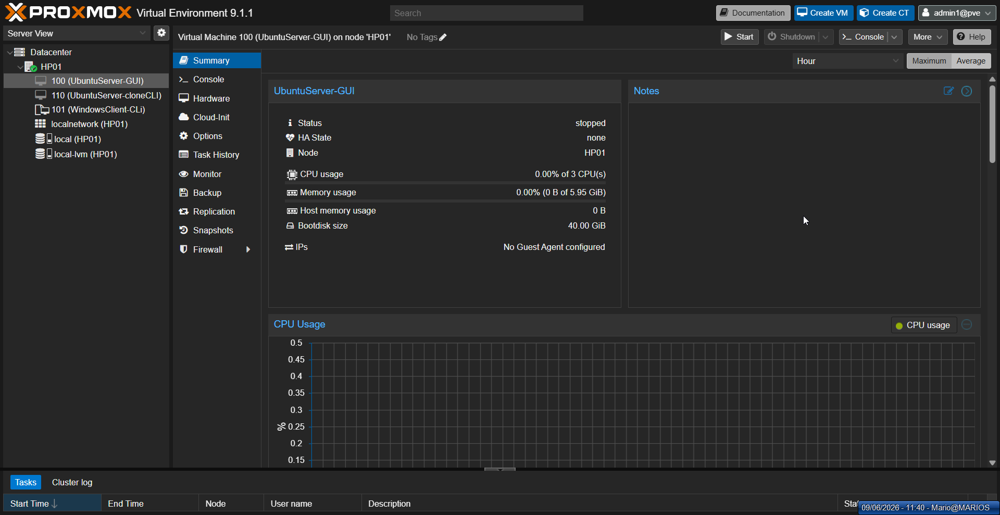 PROXMOX Virtual Environment 9.1.1
Search
Documentation
Create VM
Create CT
admin1@pve
Server View
Virtual Machine 100 (UbuntuServer-GUI) on node 'HP01'
No Tags
Start
Shutdown
Console
More
Help
Datacenter
HP01
100 (UbuntuServer-GUI)
110 (UbuntuServer-cloneCLI)
101 (WindowsClient-CLi)
localnetwork (HP01)
local (HP01)
local-lvm (HP01)
Summary
Console
Hardware
Cloud-Init
Options
Task History
Monitor
Backup
Replication
Snapshots
Firewall
Hour
Maximum
Average
UbuntuServer-GUI
Status stopped
HA State none
Node HP01
CPU usage 0.00% of 3 CPU(s)
Memory usage 0.00% (0 B of 5.95 GiB)
Host memory usage 0 B
Bootdisk size 40.00 GiB
IPs No Guest Agent configured
Notes
CPU Usage
CPU usage
0.5
0.45
0.4
0.35
0.3
% 0.25
0.2
0.15
Tasks
Cluster log
Start Time
End Time
Node
User name
Description
09/06/2026 - 11:40 - Mario@MARIOS